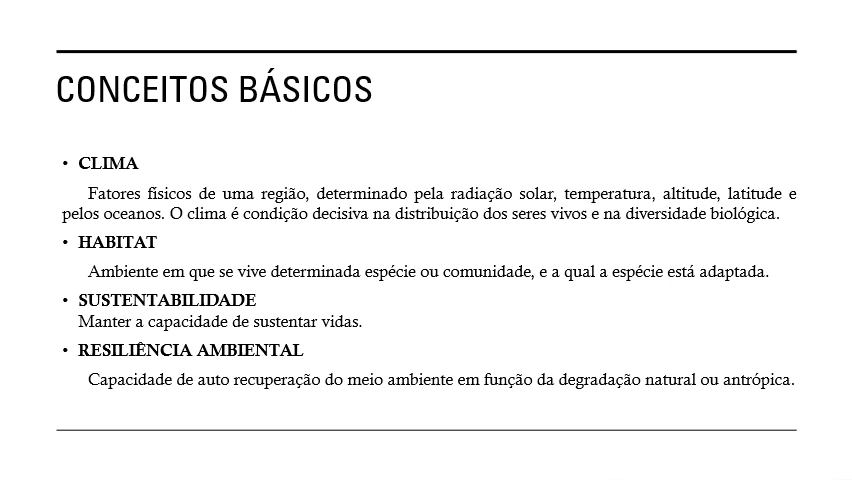 CONCEITOS BÁSICOS
• CLIMA
Fatores físicos de uma região, determinado pela radiação solar, temperatura, altitude, latitude e
pelos oceanos. O clima é condição decisiva na distribuição dos seres vivos e na diversidade biológica.
• HABITAT
Ambiente em que se vive determinada espécie ou comunidade, e a qual a espécie está adaptada.
• SUSTENTABILIDADE
Manter a capacidade de sustentar vidas.
• RESILIÊNCIA AMBIENTAL
Capacidade de auto recuperação do meio ambiente em função da degradação natural ou antrópica.